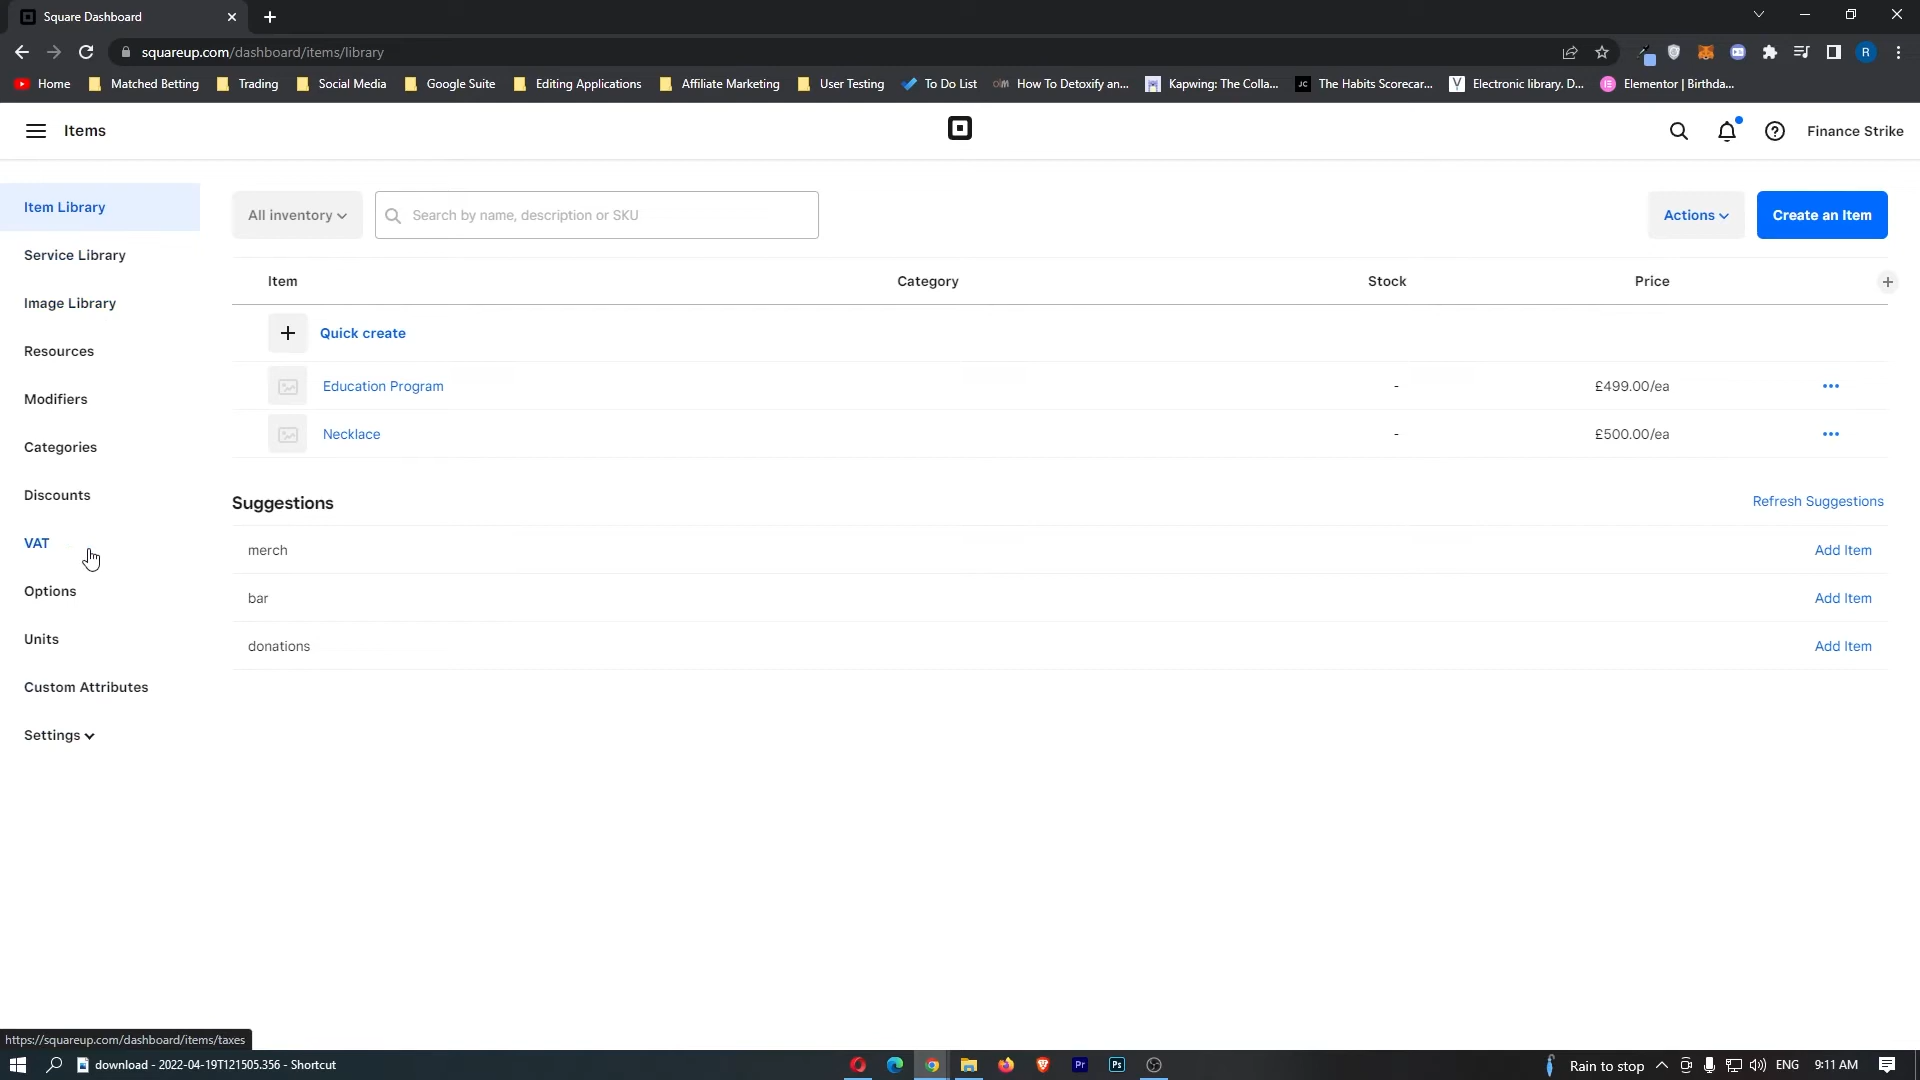 Square Dashboard
squareup.com/dashboard/items/library
Home Matched Betting Trading Social Media Google Suite Editing Applications Affiliate Marketing User Testing To Do List How To Detoxify an... Kapwing: The Colla... The Habits Scorecar... Electronic library. D... Elementor | Birthda...
Items
Finance Strike
Item Library
Service Library
Image Library
Resources
Modifiers
Categories
Discounts
VAT
Options
Units
Custom Attributes
Settings
All inventory
Search by name, description or SKU
Actions
Create an Item
Item Category Stock Price
Quick create
Education Program - £499.00/ea
Necklace - £500.00/ea
Suggestions
Refresh Suggestions
merch Add Item
bar Add Item
donations Add Item
https://squareup.com/dashboard/items/taxes
download - 2022-04-19T121505.356 - Shortcut
Pr
Ps
Rain to stop
ENG
9:11 AM